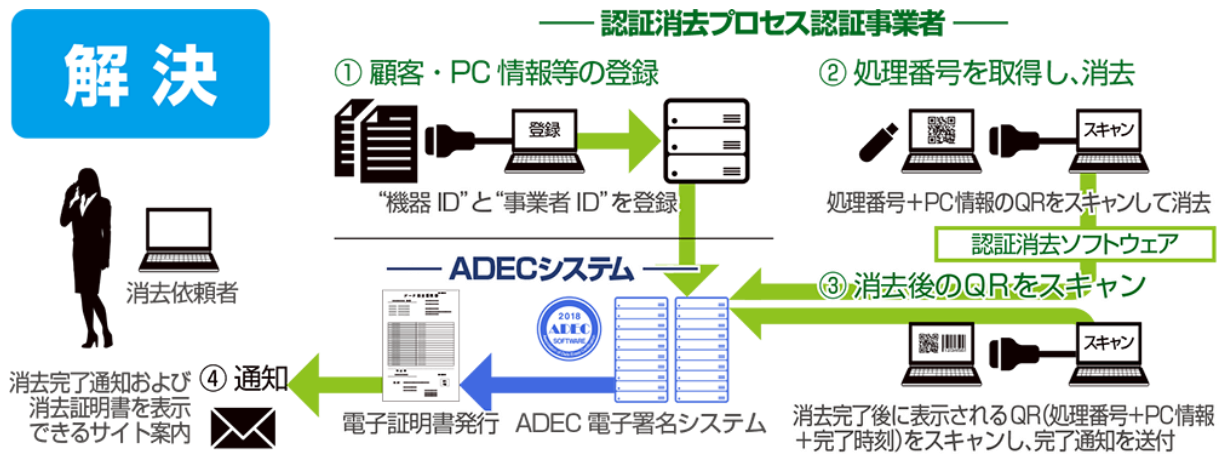 解決
認証消去プロセス認証事業者
① 顧客・PC 情報等の登録
登録
“機器 ID”と“事業者 ID”を登録
② 処理番号を取得し、消去
スキャン
処理番号+PC情報のQRをスキャンして消去
認証消去ソフトウェア
③ 消去後のQRをスキャン
スキャン
消去完了後に表示されるQR(処理番号+PC情報
+完了時刻)をスキャンし、完了通知を送付
ADECシステム
2018
ADEC
SOFTWARE
ADEC 電子署名システム
電子証明書発行
④ 通知
消去依頼者
消去完了通知および
消去証明書を表示
できるサイト案内